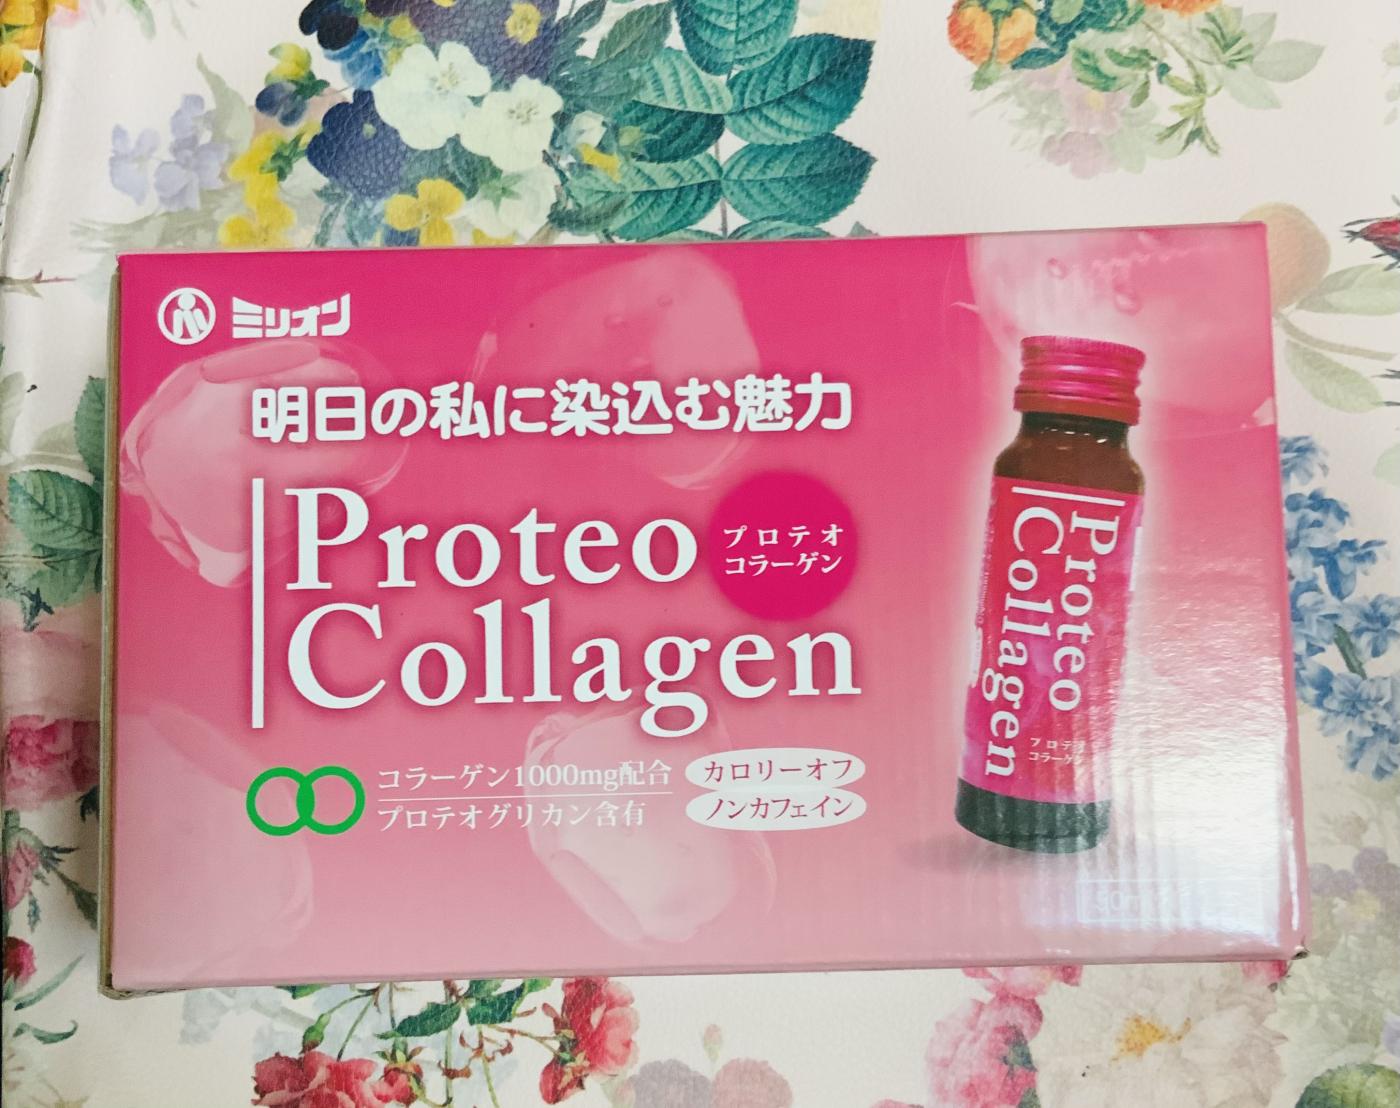 ミリオン
明日の私に染込む魅力
Proteo
Collagen
プロテオ
コラーゲン
コラーゲン1000mg配合
プロテオグリカン含有
カロリーオフ
ノンカフェイン
Proteo
Collagen
プロテオ
コラーゲン